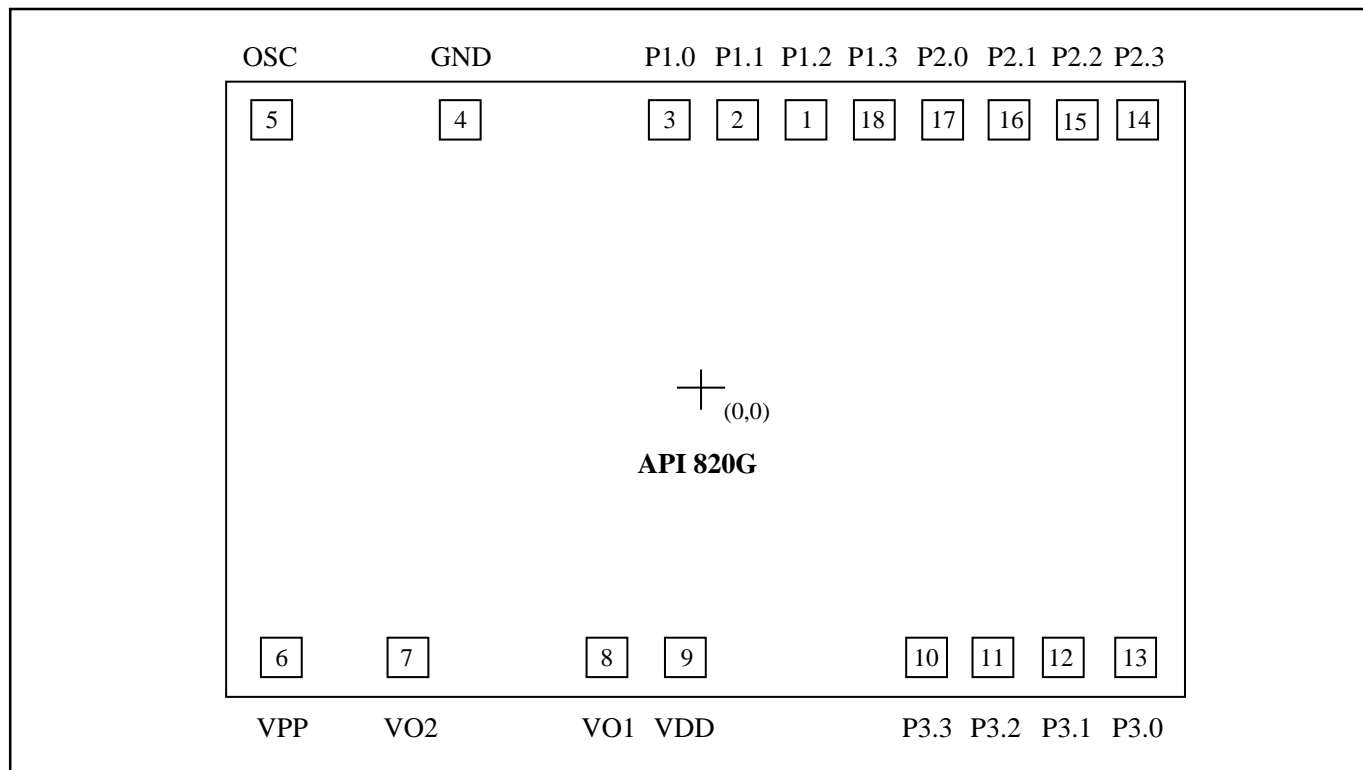 OSC GND P1.0 P1.1 P1.2 P1.3 P2.0 P2.1 P2.2 P2.3
5 4 3 2 1 18 17 16 15 14
(0,0)
API 820G
6 7 8 9 10 11 12 13
VPP VO2 VO1 VDD P3.3 P3.2 P3.1 P3.0